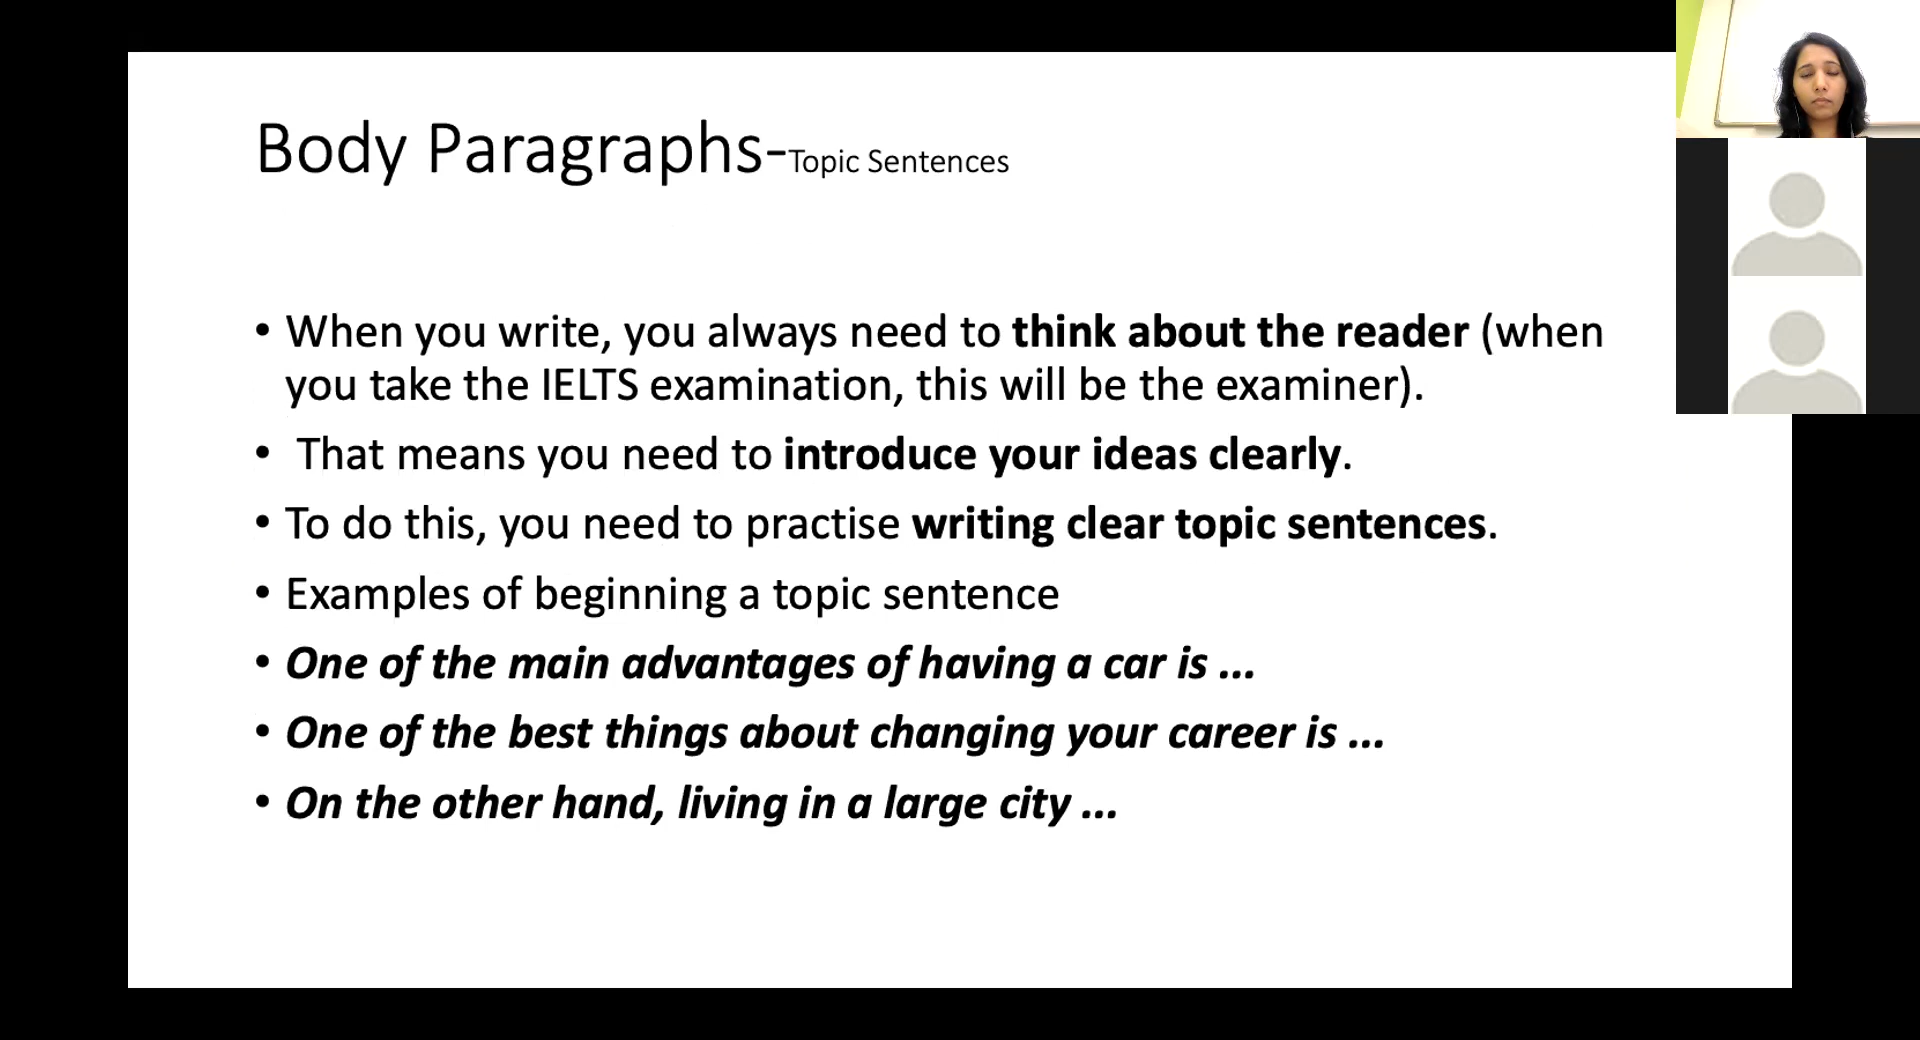 Body Paragraphs-Topic Sentences
• When you write, you always need to think about the reader (when
you take the IELTS examination, this will be the examiner).
• That means you need to introduce your ideas clearly.
• To do this, you need to practise writing clear topic sentences.
• Examples of beginning a topic sentence
• One of the main advantages of having a car is ...
• One of the best things about changing your career is ...
• On the other hand, living in a large city ...